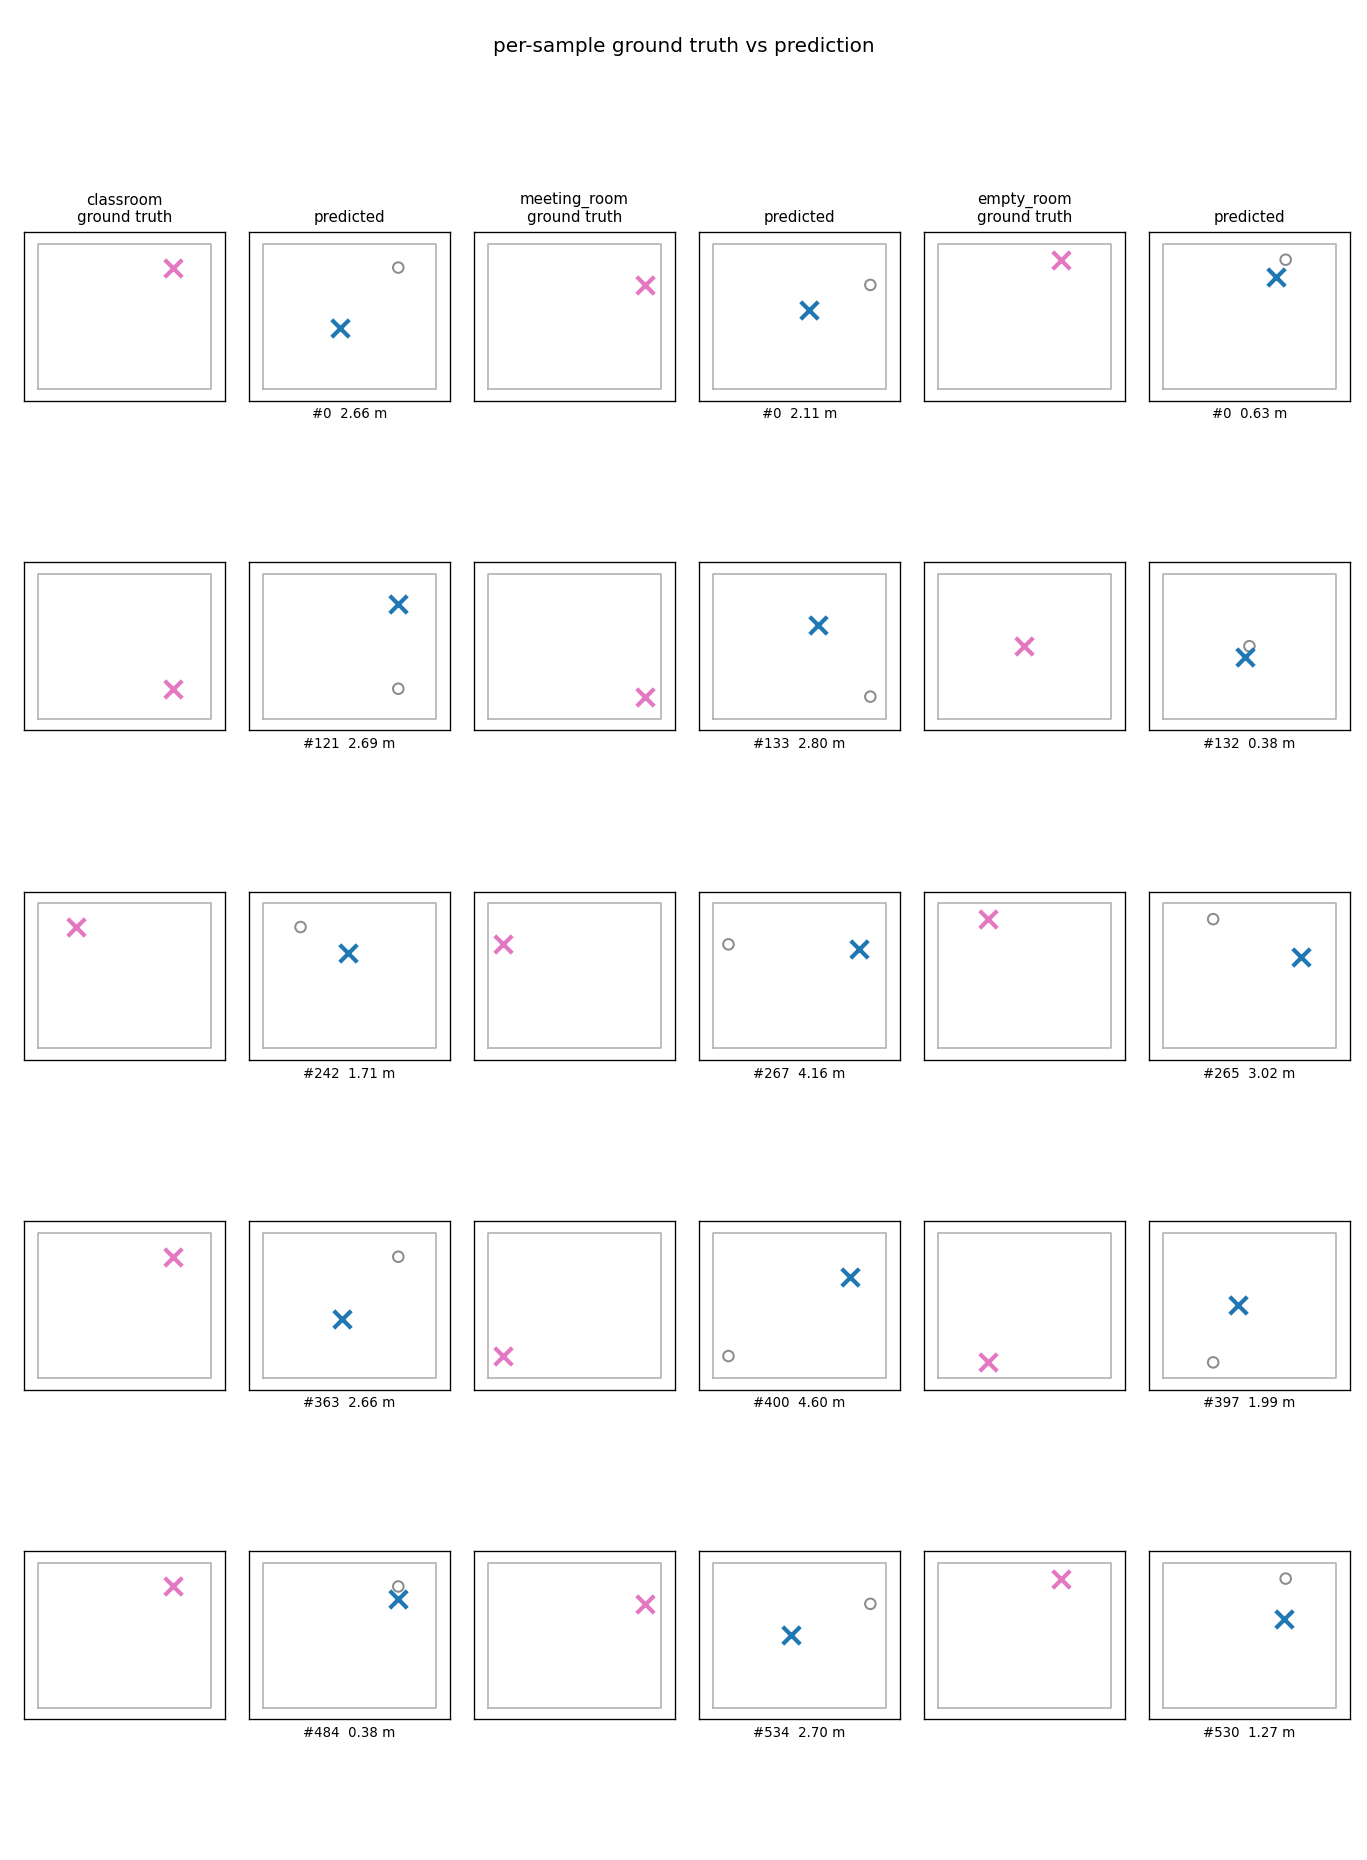 per-sample ground truth vs prediction
classroom
ground truth
predicted
meeting_room
ground truth
predicted
empty_room
ground truth
predicted
#0  2.66 m
#0  2.11 m
#0  0.63 m
#121  2.69 m
#133  2.80 m
#132  0.38 m
#242  1.71 m
#267  4.16 m
#265  3.02 m
#363  2.66 m
#400  4.60 m
#397  1.99 m
#484  0.38 m
#534  2.70 m
#530  1.27 m